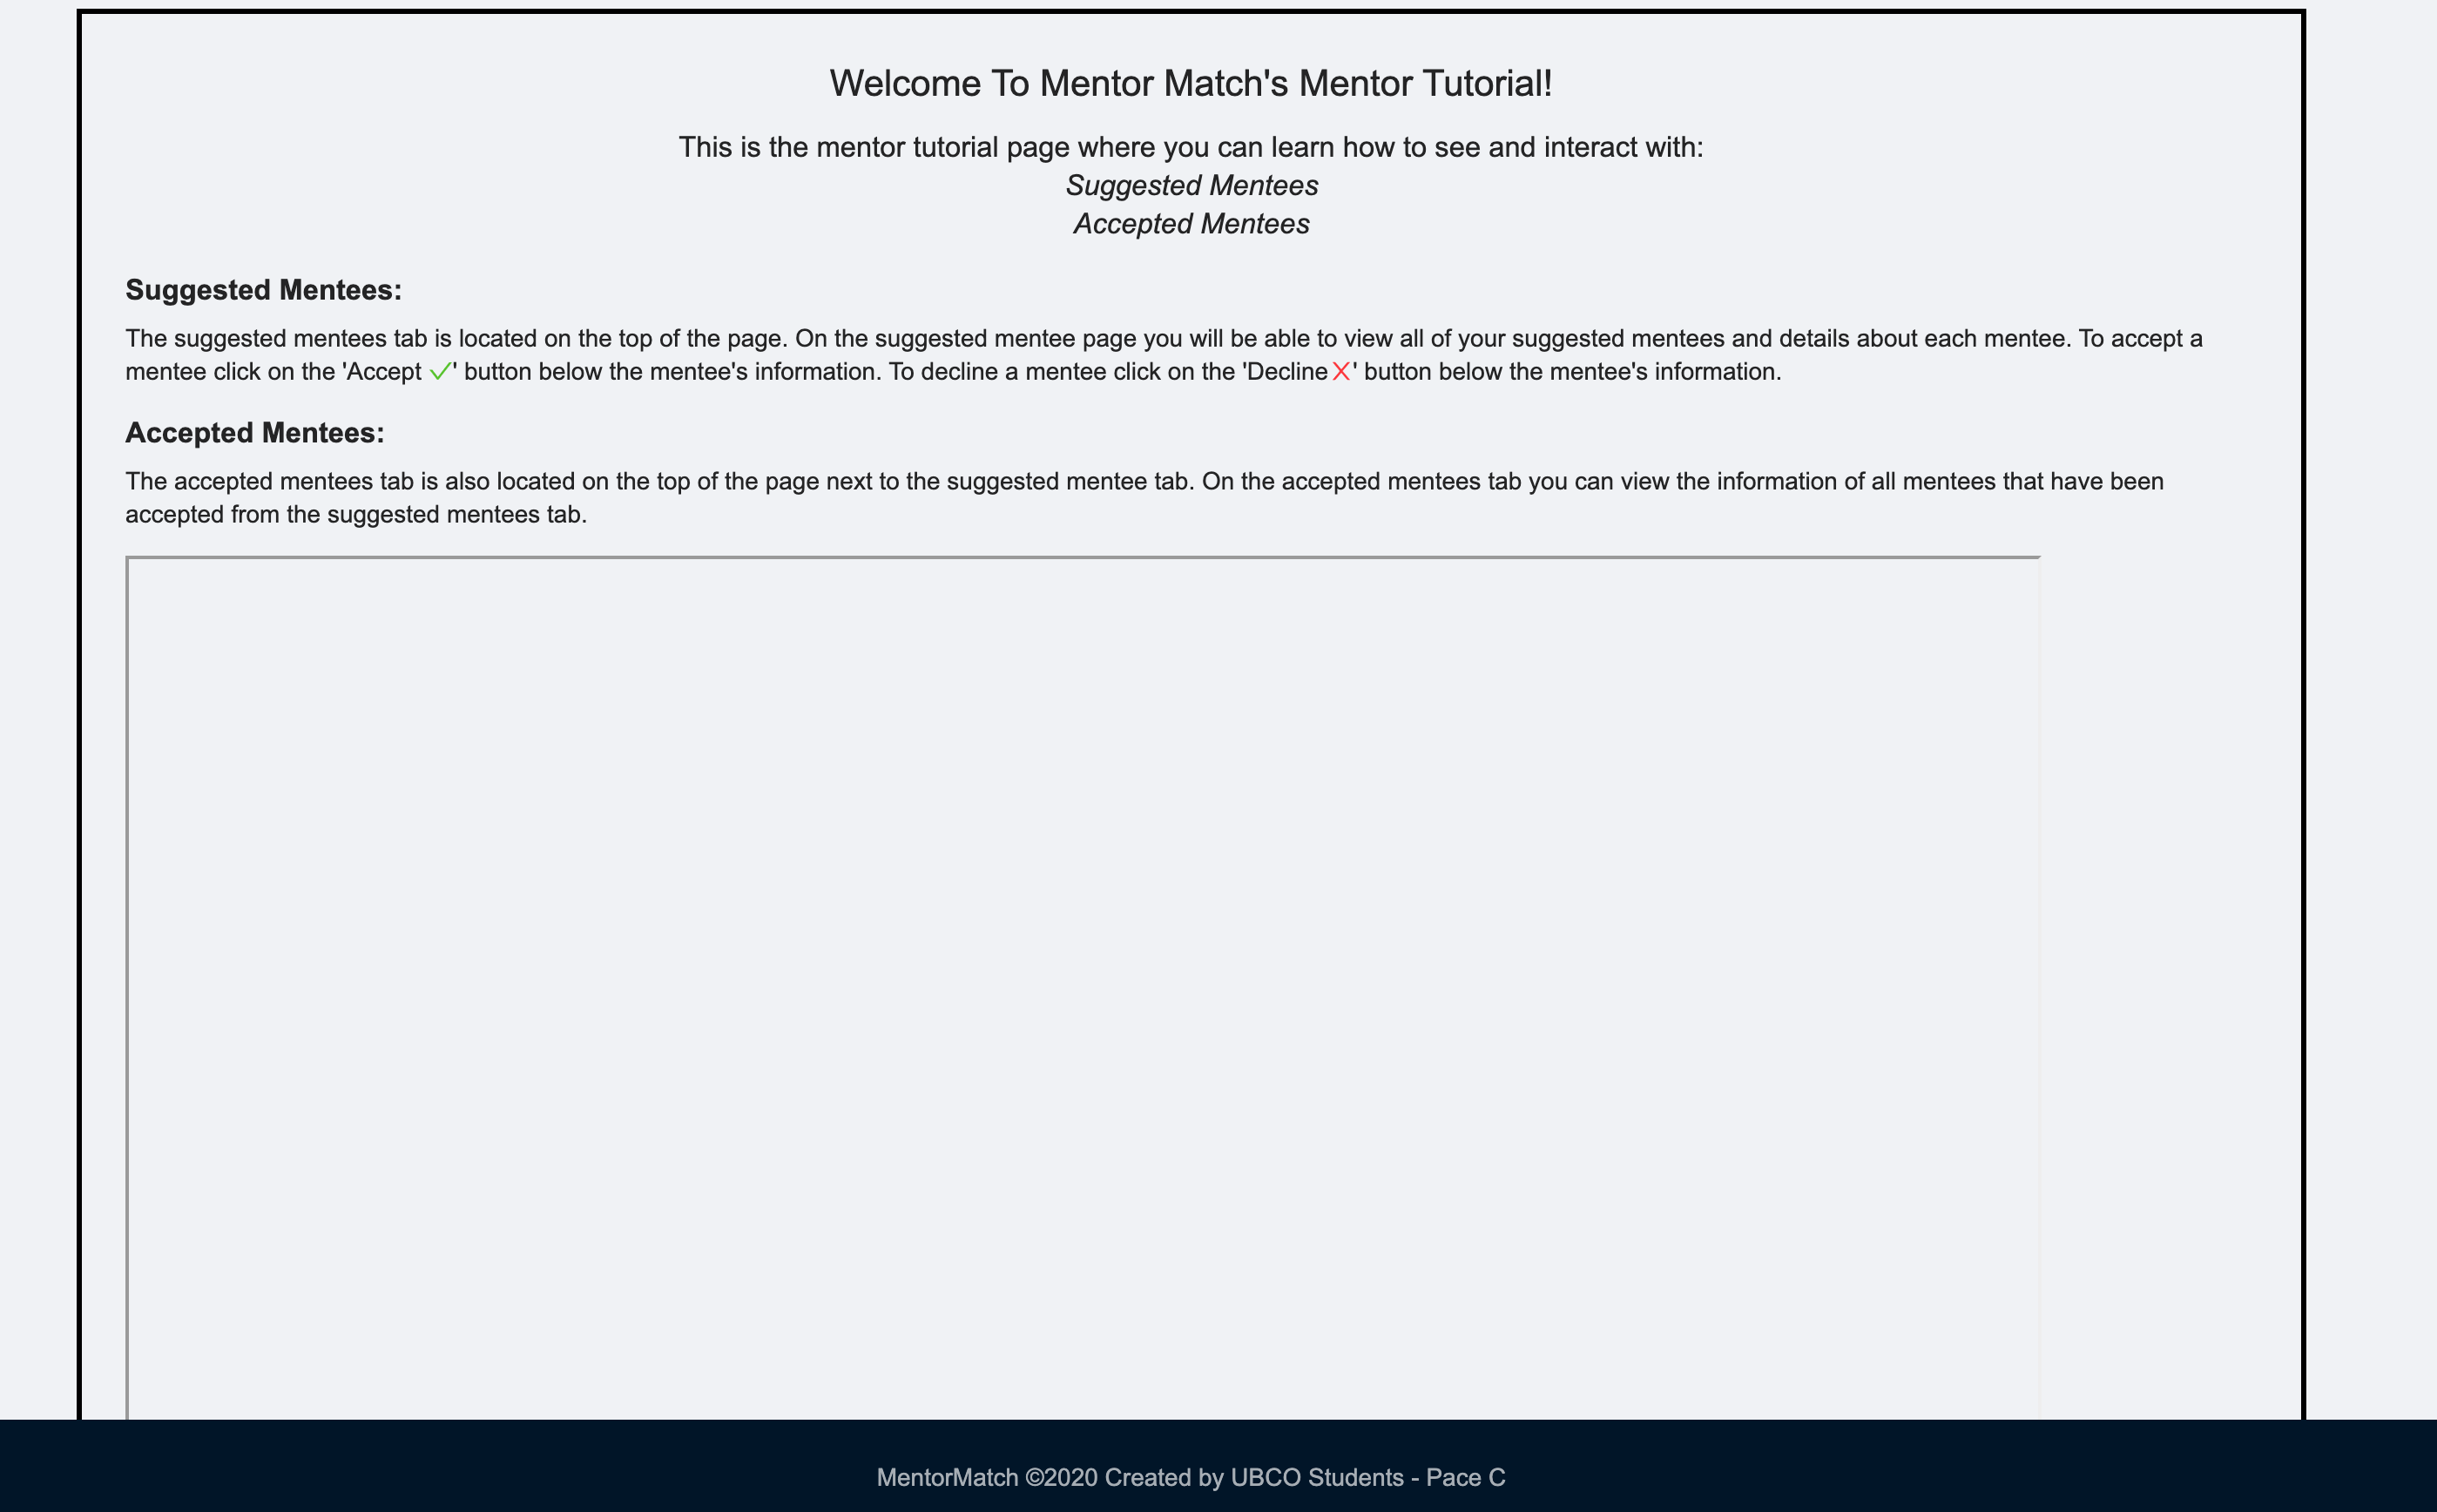 Welcome To Mentor Match's Mentor Tutorial!
This is the mentor tutorial page where you can learn how to see and interact with:
Suggested Mentees
Accepted Mentees
Suggested Mentees:
The suggested mentees tab is located on the top of the page. On the suggested mentee page you will be able to view all of your suggested mentees and details about each mentee. To accept a
mentee click on the 'Accept ✓' button below the mentee's information. To decline a mentee click on the 'Decline X' button below the mentee's information.
Accepted Mentees:
The accepted mentees tab is also located on the top of the page next to the suggested mentee tab. On the accepted mentees tab you can view the information of all mentees that have been
accepted from the suggested mentees tab.
MentorMatch ©2020 Created by UBCO Students - Pace C